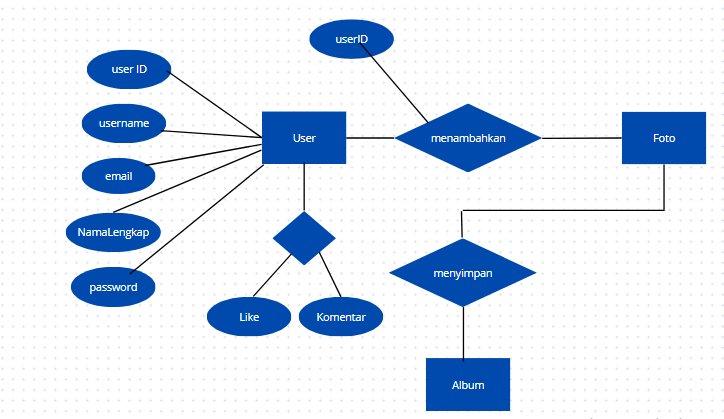 userID
user ID
username
User
menambahkan
Foto
email
NamaLengkap
password
menyimpan
Like
Komentar
Album